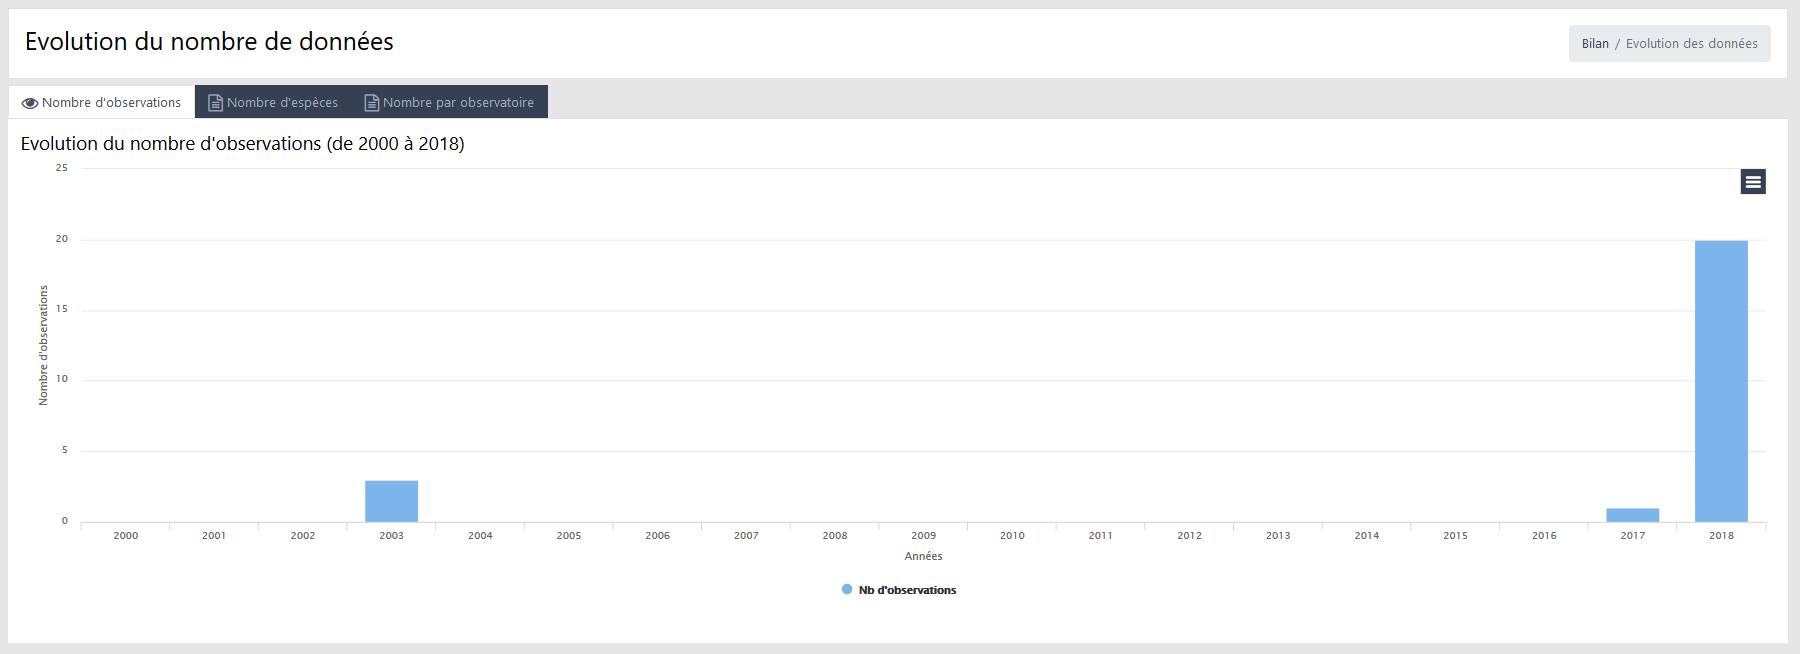 Evolution du nombre de données
Bilan / Evolution des données
Nombre d'observations Nombre d'espèces Nombre par observatoire
Evolution du nombre d'observations (de 2000 à 2018)
25
20
15
10
5
0
Nombre d'observations
2000 2001 2002 2003 2004 2005 2006 2007 2008 2009 2010 2011 2012 2013 2014 2015 2016 2017 2018
Années
Nb d'observations